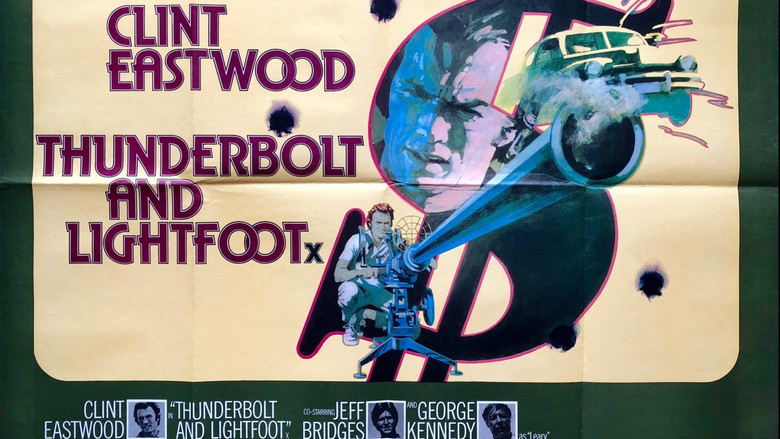 CLINT
EASTWOOD
THUNDERBOLT
AND
LIGHTFOOT x
CLINT
EASTWOOD
IN
"THUNDERBOLT
AND LIGHTFOOT" x
CO-STARRING JEFF
BRIDGES
AND GEORGE
KENNEDY
as "Leary"